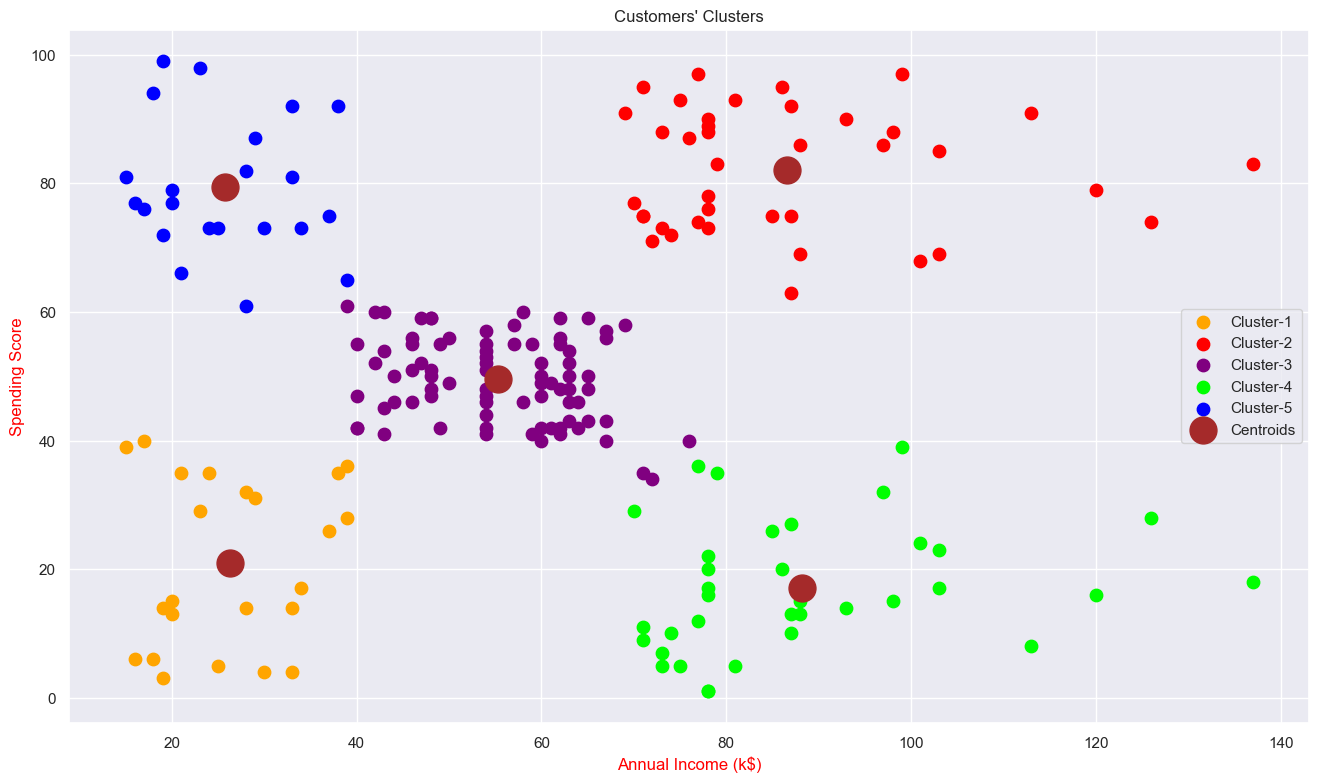 Customers' Clusters
100
80
60
40
20
0
Spending Score
Cluster-1
Cluster-2
Cluster-3
Cluster-4
Cluster-5
Centroids
20
40
60
80
100
120
140
Annual Income (k$)